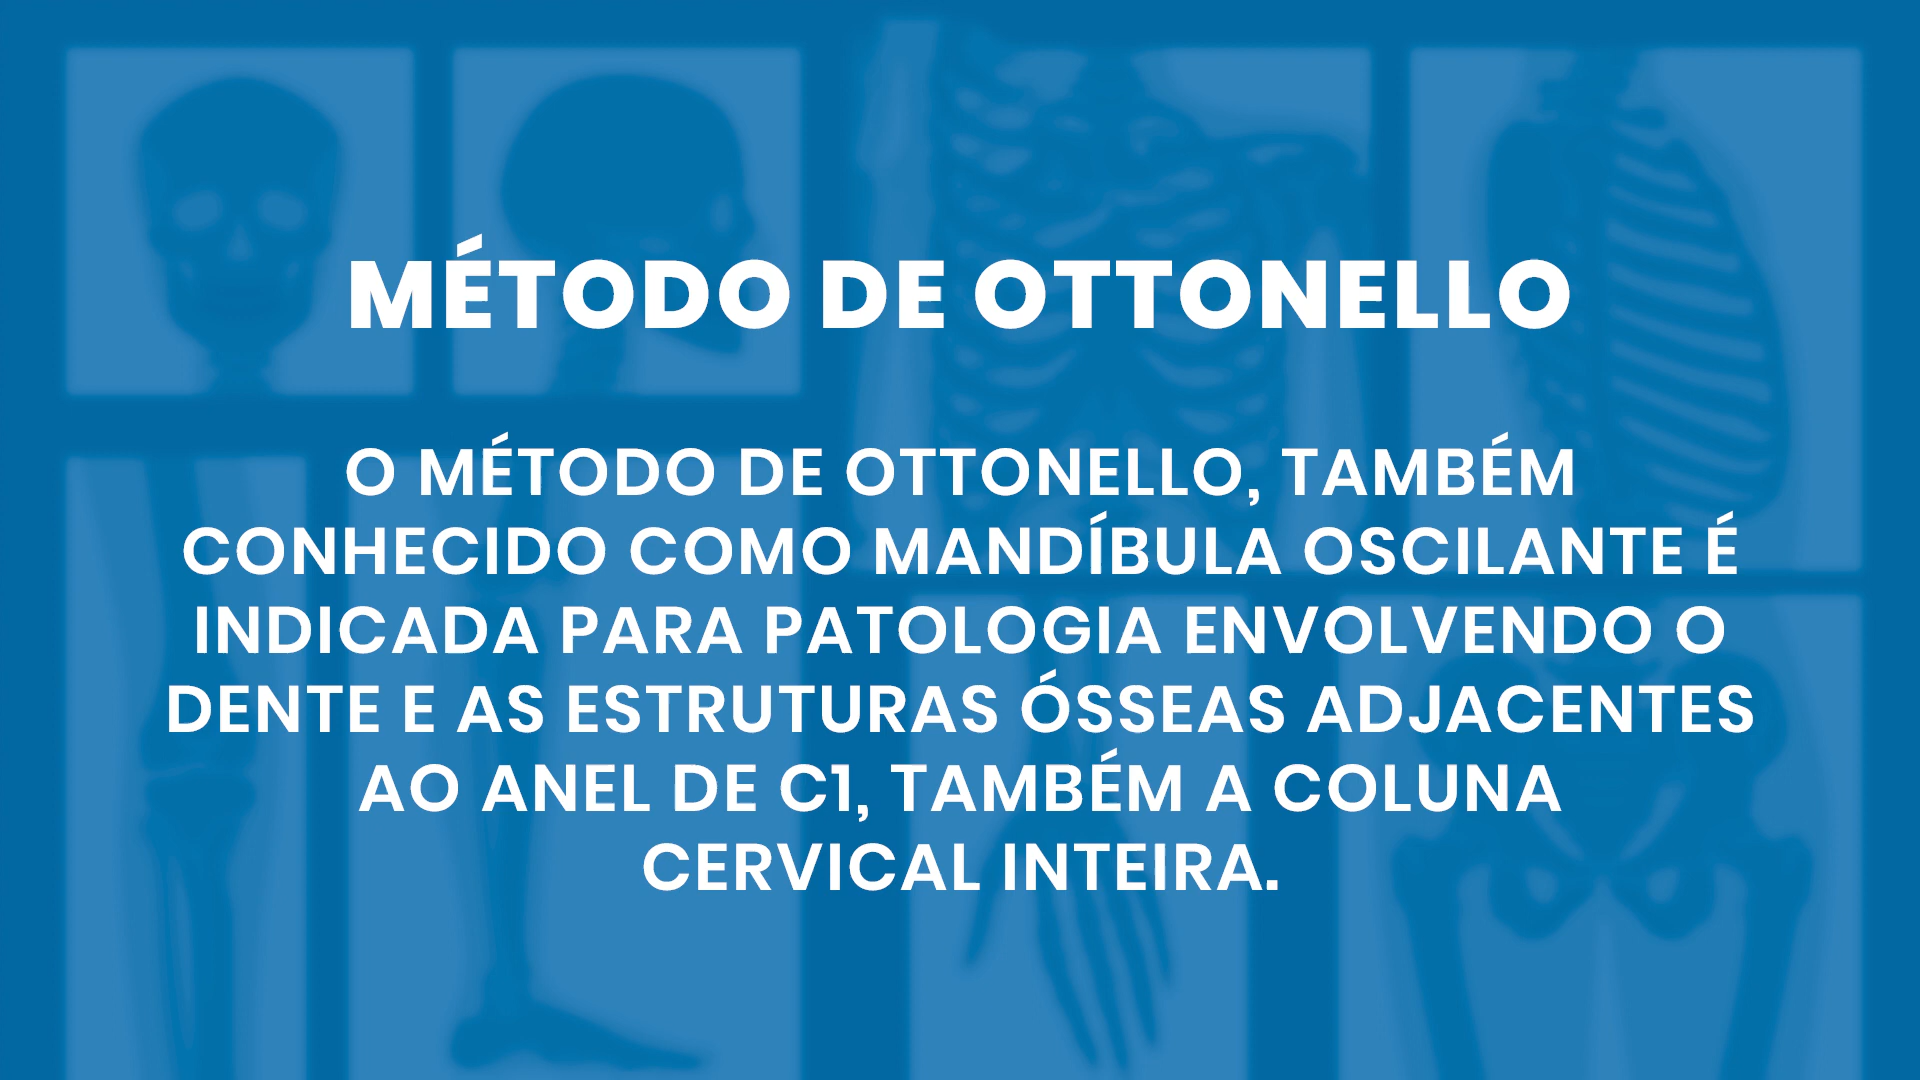 MÉTODO DE OTTONELLO
O MÉTODO DE OTTONELLO, TAMBÉM
CONHECIDO COMO MANDÍBULA OSCILANTE É
INDICADA PARA PATOLOGIA ENVOLVENDO O
DENTE E AS ESTRUTURAS ÓSSEAS ADJACENTES
AO ANEL DE C1, TAMBÉM A COLUNA
CERVICAL INTEIRA.